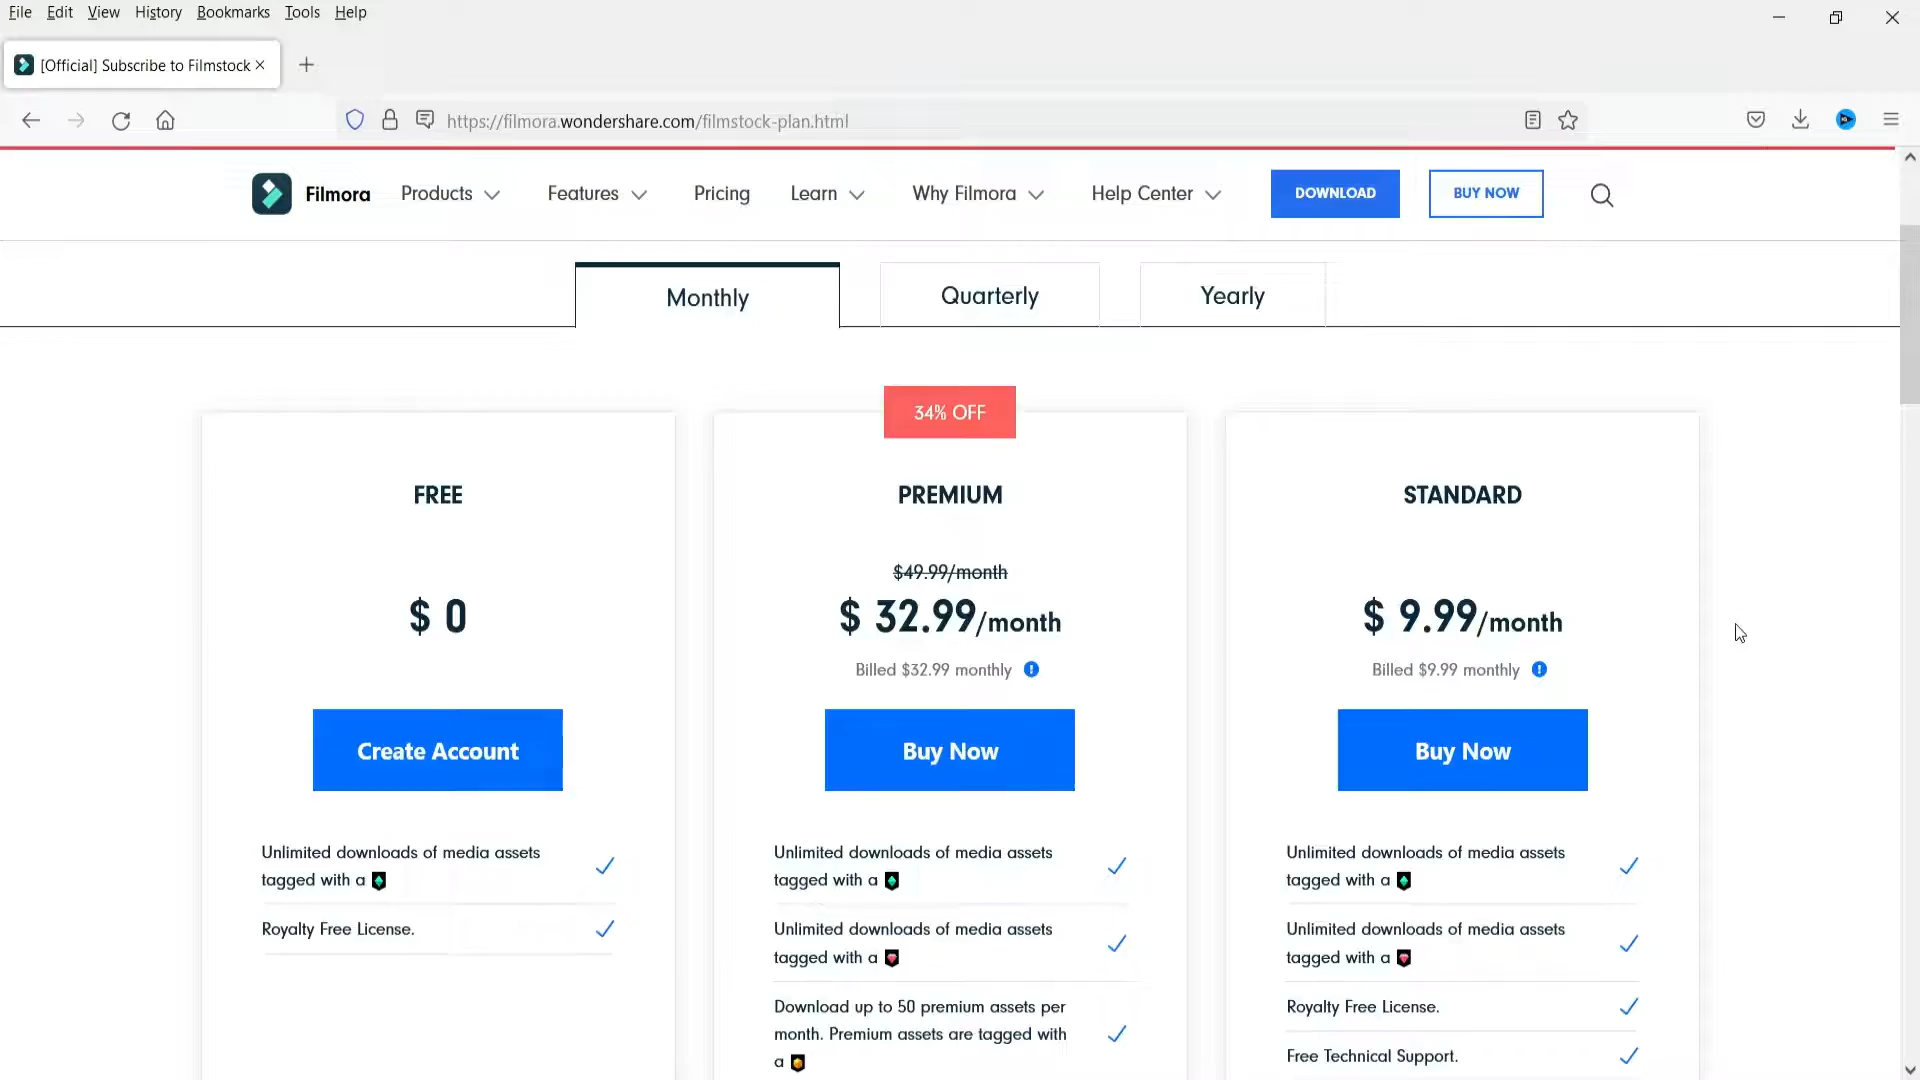 File Edit View History Bookmarks Tools Help
[Official] Subscribe to Filmstock
https://filmora.wondershare.com/filmstock-plan.html
Filmora Products Features Pricing Learn Why Filmora Help Center DOWNLOAD BUY NOW
Monthly Quarterly Yearly
34% OFF
FREE
$ 0
Create Account
Unlimited downloads of media assets
tagged with a
Royalty Free License.
PREMIUM
$49.99/month
$ 32.99/month
Billed $32.99 monthly
Buy Now
Unlimited downloads of media assets
tagged with a
Unlimited downloads of media assets
tagged with a
Download up to 50 premium assets per
month. Premium assets are tagged with
a
STANDARD
$ 9.99/month
Billed $9.99 monthly
Buy Now
Unlimited downloads of media assets
tagged with a
Unlimited downloads of media assets
tagged with a
Royalty Free License.
Free Technical Support.